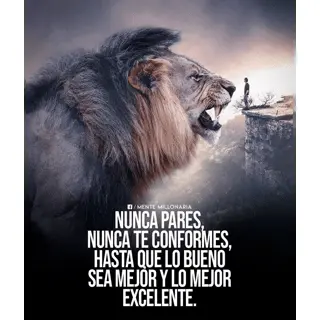 f/MENTE MILLONARIA
NUNCA PARES,
NUNCA TE CONFORMES,
HASTA QUE LO BUENO
SEA MEJOR Y LO MEJOR
EXCELENTE.